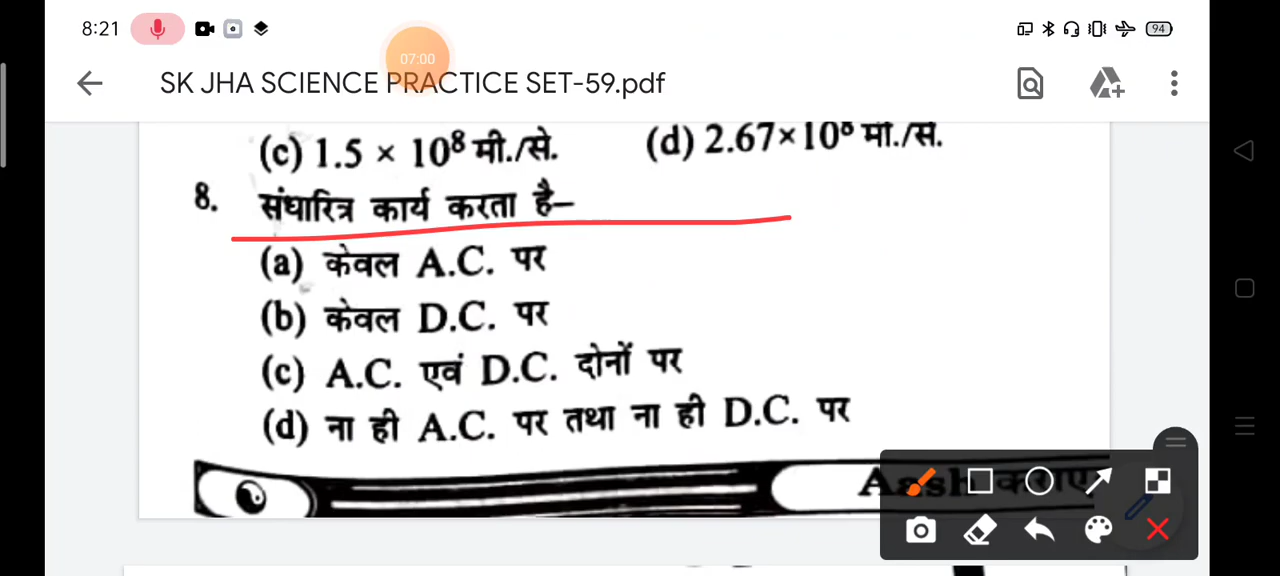 8:21
94
07:00
SK JHA SCIENCE PRACTICE SET-59.pdf
(c) 1.5 × 10⁸ मी./से. (d) 2.67×10⁸ मी./से.
8. संधारित्र कार्य करता है–
(a) केवल A.C. पर
(b) केवल D.C. पर
(c) A.C. एवं D.C. दोनों पर
(d) ना ही A.C. पर तथा ना ही D.C. पर